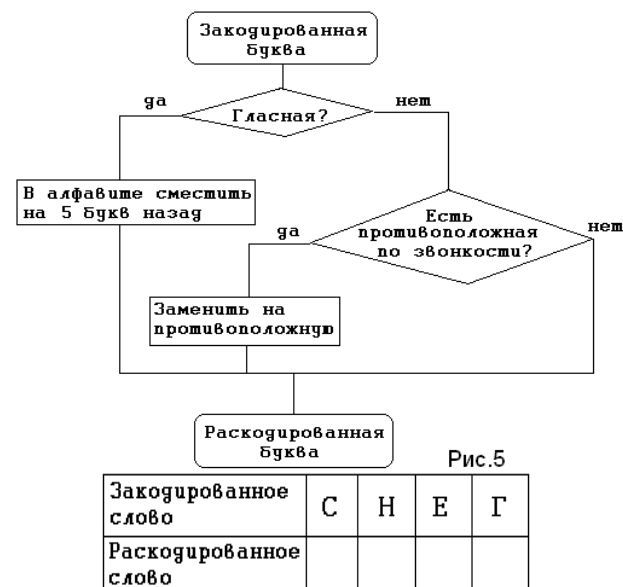 Закодированная
буква
да
нет
Гласная?
В алфавите сместить
на 5 букв назад
Есть
противоположная
по звонкости?
да
нет
Заменить на
противоположную
Раскодированная
буква
Рис.5
Закодированное
слово
С Н Е Г
Раскодированное
слово